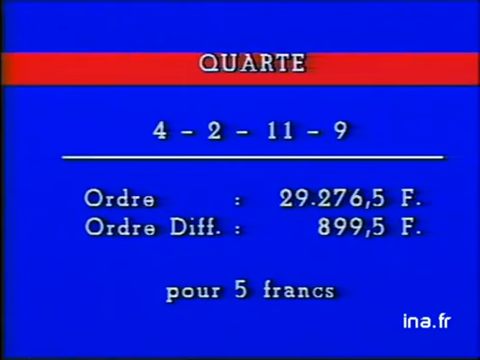 QUARTE
4 - 2 - 11 - 9
Ordre : 29.276,5 F.
Ordre Diff. : 899,5 F.
pour 5 francs
ina.fr